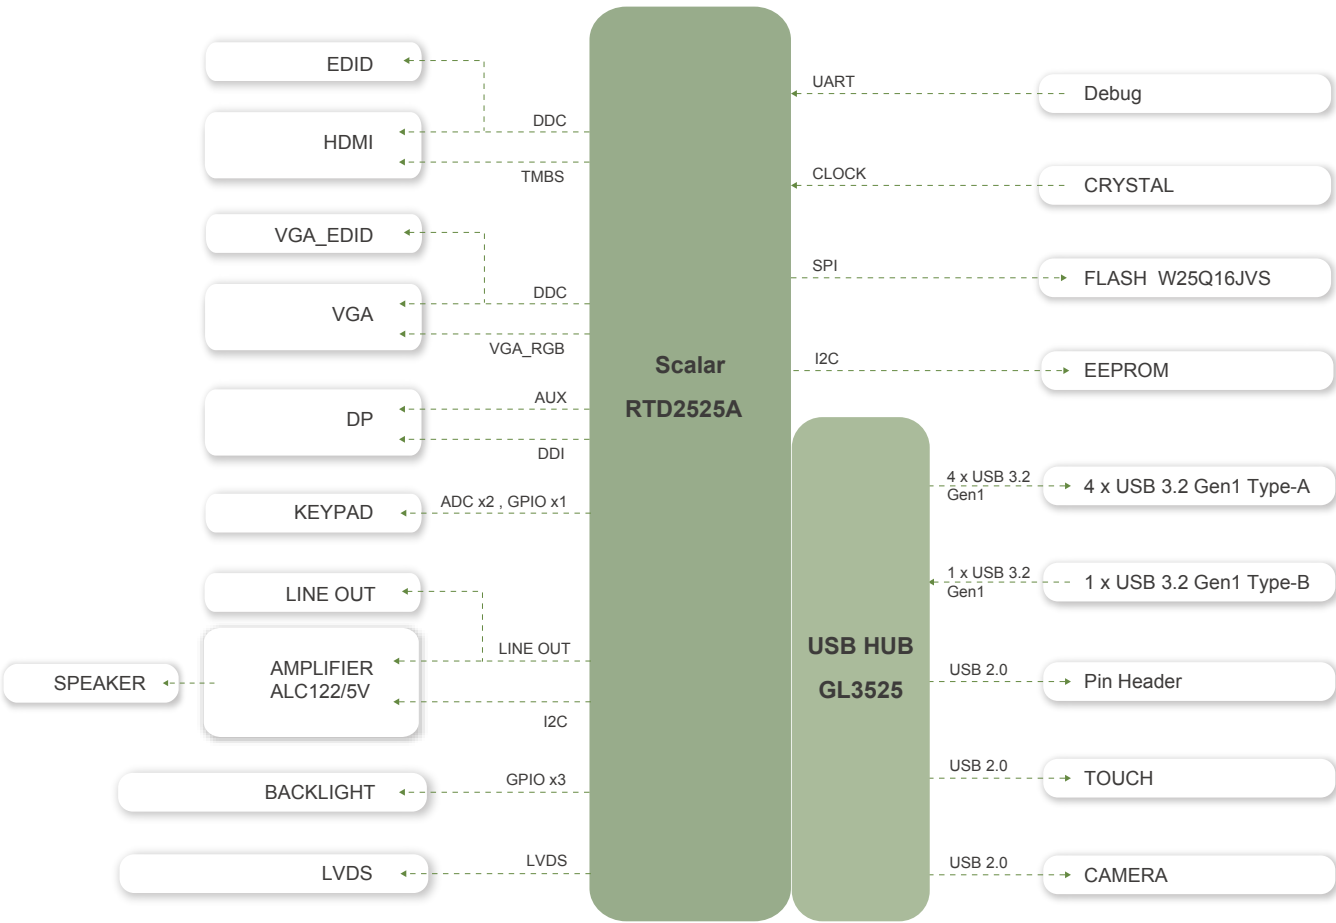 EDID
DDC
HDMI
TMBS
VGA_EDID
DDC
VGA
VGA_RGB
AUX
DP
DDI
KEYPAD
ADC x2 , GPIO x1
LINE OUT
LINE OUT
AMPLIFIER
ALC122/5V
SPEAKER
I2C
GPIO x3
BACKLIGHT
LVDS
LVDS
Scalar
RTD2525A
UART
Debug
CLOCK
CRYSTAL
SPI
FLASH W25Q16JVS
I2C
EEPROM
USB HUB
GL3525
4 x USB 3.2
Gen1
4 x USB 3.2 Gen1 Type-A
1 x USB 3.2
Gen1
1 x USB 3.2 Gen1 Type-B
USB 2.0
Pin Header
USB 2.0
TOUCH
USB 2.0
CAMERA